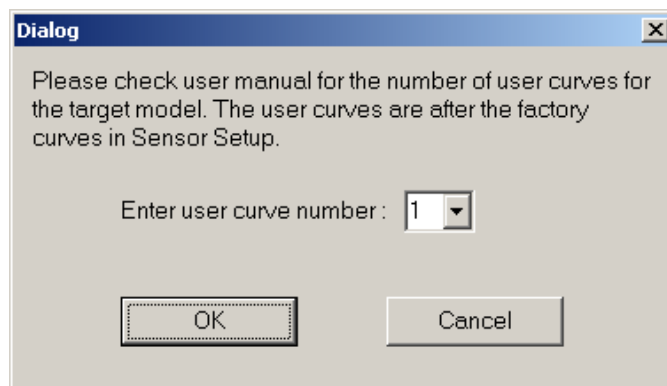 Dialog
Please check user manual for the number of user curves for
the target model. The user curves are after the factory
curves in Sensor Setup.
Enter user curve number : 1
OK Cancel